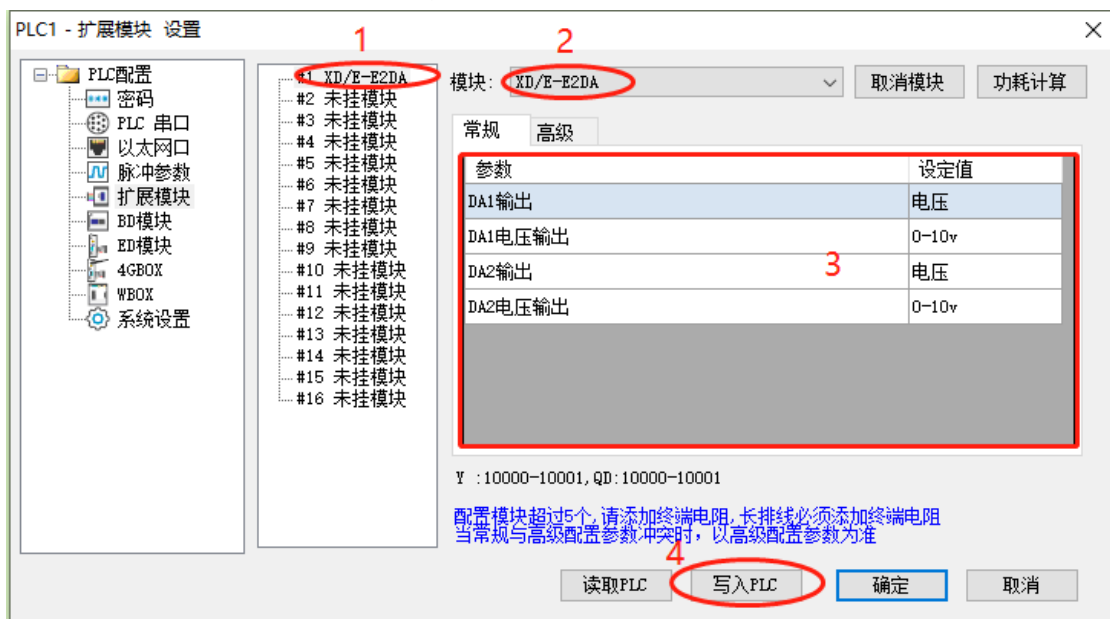 PLC1 - 扩展模块 设置
1
2
PLC配置
密码
PLC 串口
以太网口
脉冲参数
扩展模块
BD模块
ED模块
4GBOX
WBOX
系统设置
#1 XD/E-E2DA
#2 未挂模块
#3 未挂模块
#4 未挂模块
#5 未挂模块
#6 未挂模块
#7 未挂模块
#8 未挂模块
#9 未挂模块
#10 未挂模块
#11 未挂模块
#12 未挂模块
#13 未挂模块
#14 未挂模块
#15 未挂模块
#16 未挂模块
模块: XD/E-E2DA 取消模块 功耗计算
常规 高级
参数 设定值
DA1输出 电压
DA1电压输出 0-10v
DA2输出 电压
DA2电压输出 0-10v
3
Y :10000-10001,QD:10000-10001
配置模块超过5个,请添加终端电阻,长排线必须添加终端电阻
当常规与高级配置参数冲突时，以高级配置参数为准
4
读取PLC 写入PLC 确定 取消